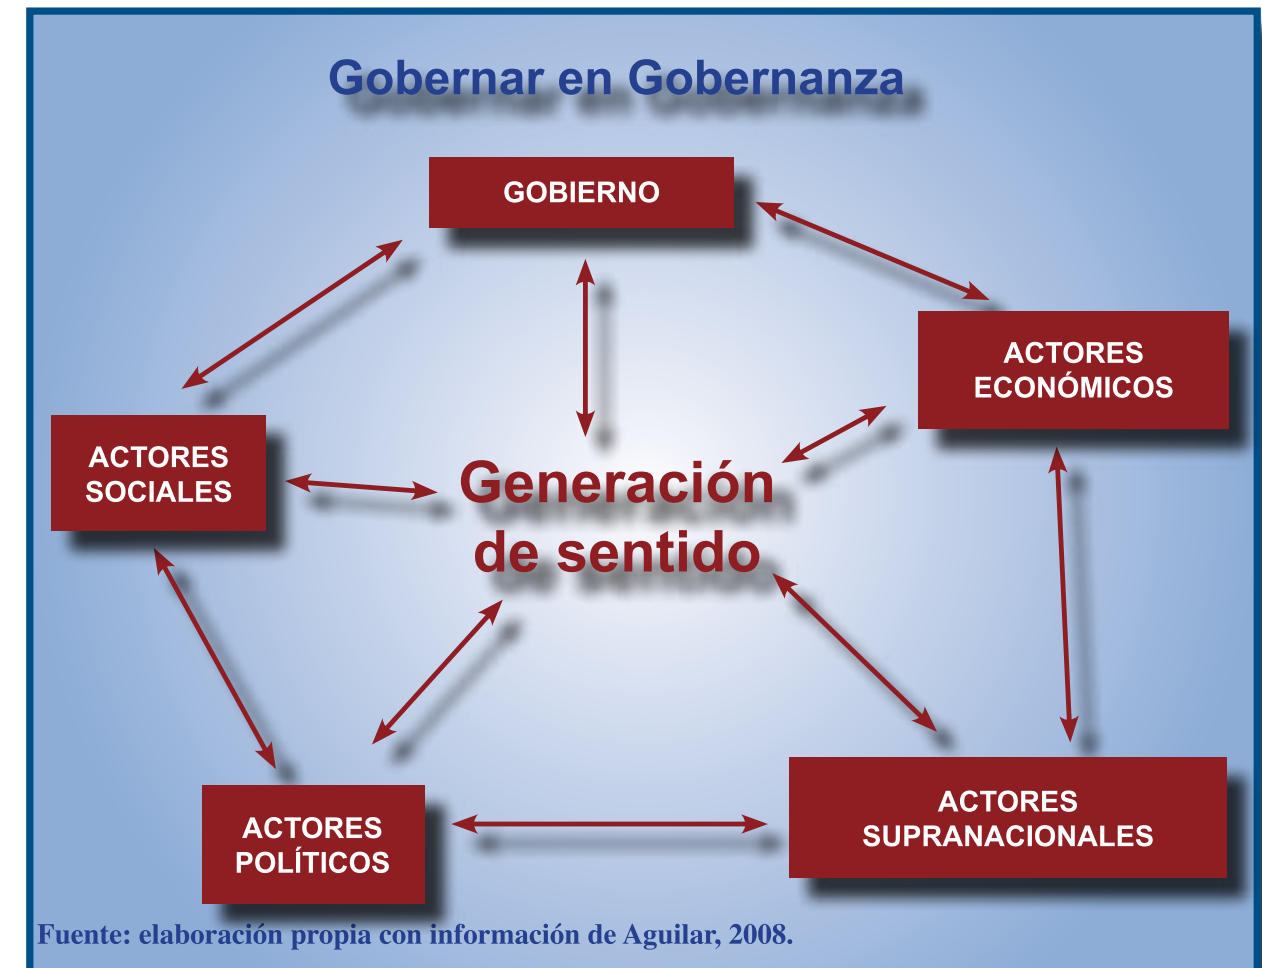 Gobernar en Gobernanza
GOBIERNO
ACTORES
ECONÓMICOS
ACTORES
SOCIALES
Generación
de sentido
ACTORES
POLÍTICOS
ACTORES
SUPRANACIONALES
Fuente: elaboración propia con información de Aguilar, 2008.